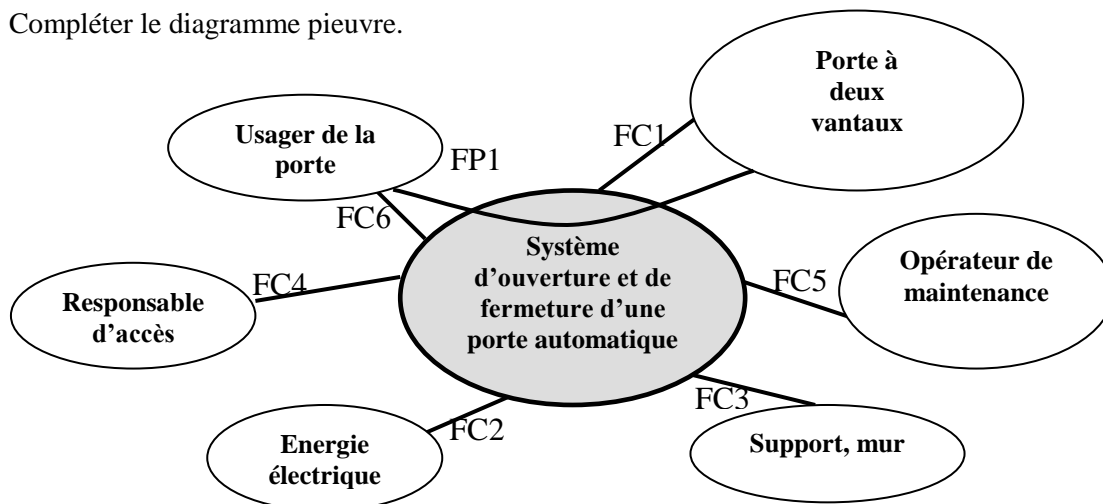 Compléter le diagramme pieuvre.
Porte à
deux
vantaux
Usager de la
porte
FC1
FP1
FC6
Système
d’ouverture et de
fermeture d’une
porte automatique
Opérateur de
maintenance
FC5
FC4
Responsable
d’accès
FC3
FC2
Support, mur
Energie
électrique